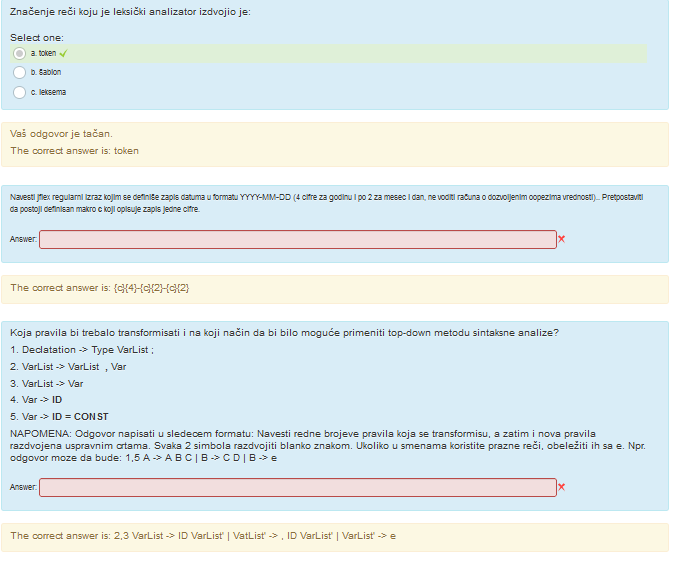 Značenje reči koju je leksički analizator izdvojio je:
Select one:
a. token
b. šablon
c. leksema
Vaš odgovor je tačan.
The correct answer is: token
Navesti jflex regularni izraz kojim se definiše zapis datuma u formatu YYYY-MM-DD (4 cifre za godinu i po 2 za mesec i dan, ne voditi računa o dozvoljenim oopezima vrednosti).. Pretpostaviti
da postoji definisan makro c koji opisuje zapis jedne cifre.
Answer:
The correct answer is: {c}{4}-{c}{2}-{c}{2}
Koja pravila bi trebalo transformisati i na koji način da bi bilo moguće primeniti top-down metodu sintaksne analize?
1. Declatation -> Type VarList ;
2. VarList -> VarList , Var
3. VarList -> Var
4. Var -> ID
5. Var -> ID = CONST
NAPOMENA: Odgovor napisati u sledecem formatu: Navesti redne brojeve pravila koja se transformisu, a zatim i nova pravila
razdvojena uspravnim crtama. Svaka 2 simbola razdvojiti blanko znakom. Ukoliko u smenama koristite prazne reči, obeležiti ih sa e. Npr.
odgovor moze da bude: 1,5 A -> A B C | B -> C D | B -> e
Answer:
The correct answer is: 2,3 VarList -> ID VarList' | VatList' -> , ID VarList' | VarList' -> e